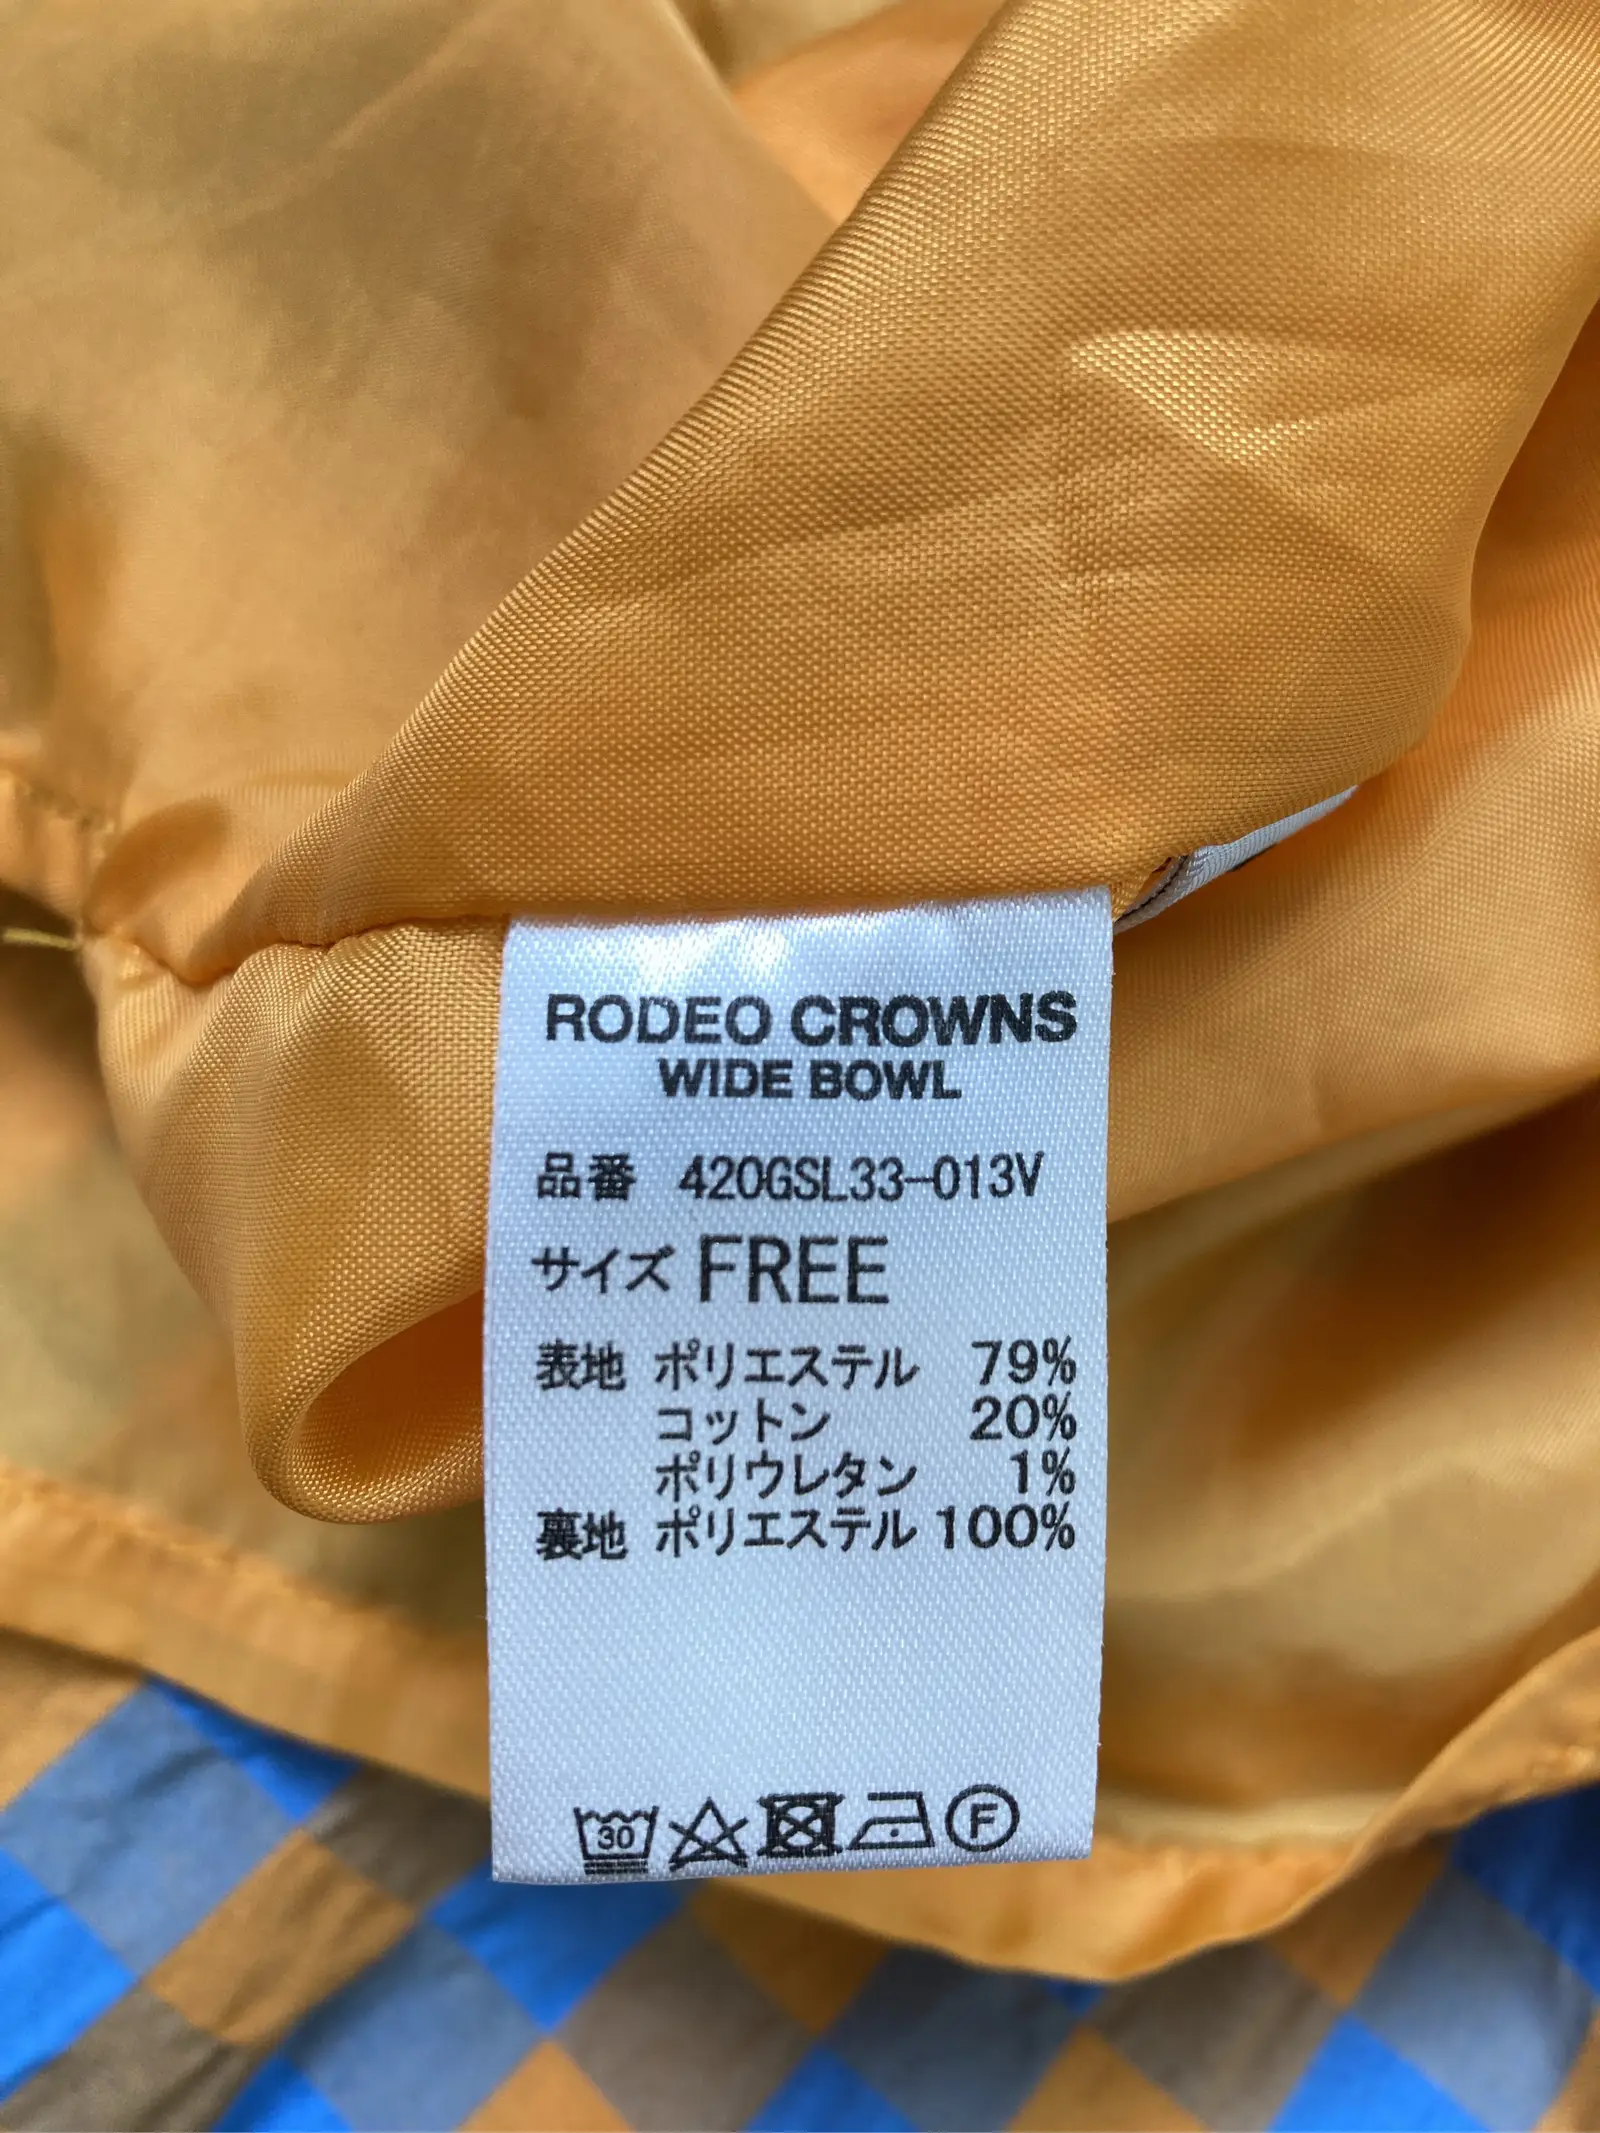 RODEO CROWNS
WIDE BOWL
品番 420GSL33-013V
サイズ FREE
表地 ポリエステル 79%
コットン 20%
ポリウレタン 1%
裏地 ポリエステル 100%
30
F